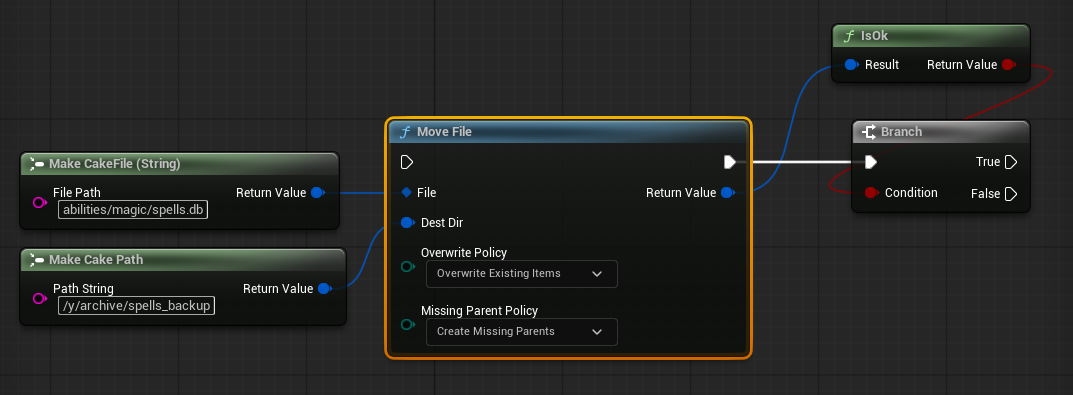 IsOk
Result Return Value
Move File
Branch
True
Make CakeFile (String)
File Path Return Value
abilities/magic/spells.db
File Return Value
Condition False
Dest Dir
Make Cake Path
Overwrite Policy
Overwrite Existing Items
Path String Return Value
/y/archive/spells_backup
Missing Parent Policy
Create Missing Parents